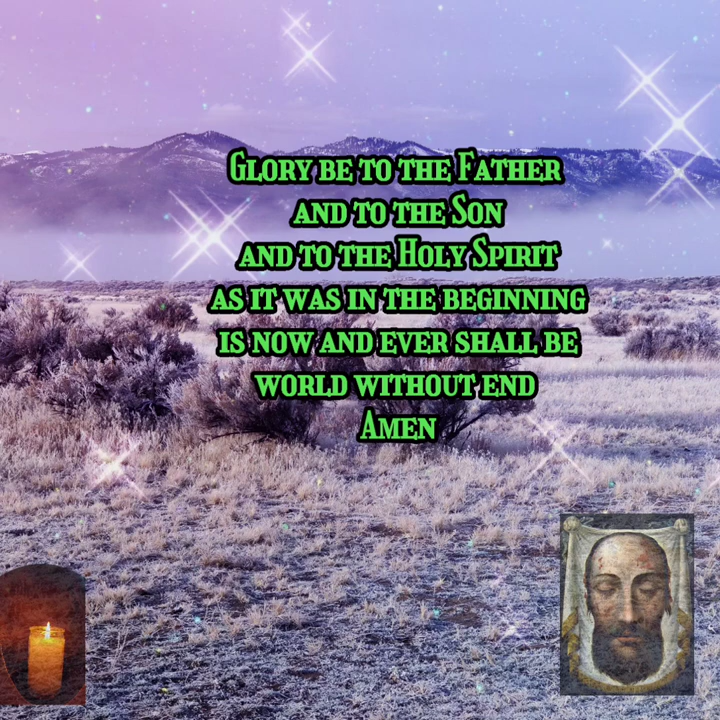 Glory be to the Father
and to the Son
and to the Holy Spirit
as it was in the beginning
is now and ever shall be
world without end
Amen